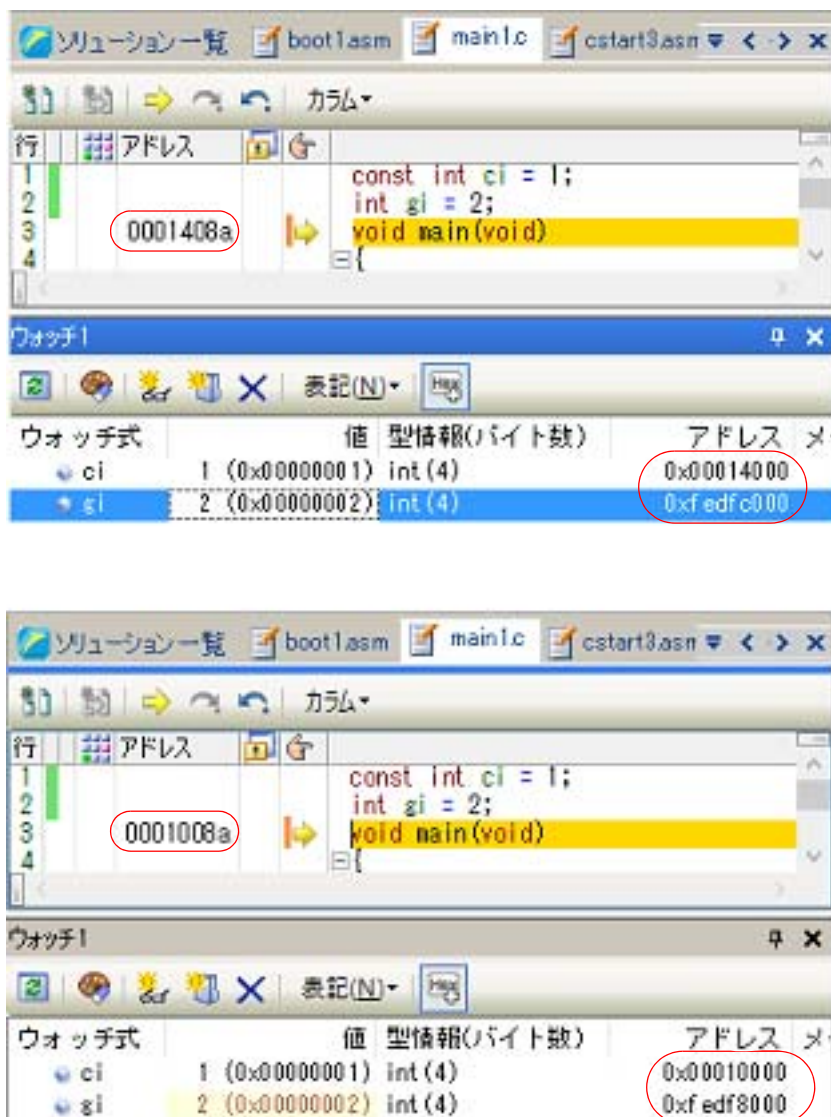 ソリューション一覧 boot1.asm main1.c cstart3.asm
カラム
行 アドレス
1 const int ci = 1;
2 int gi = 2;
3 0001408a void main(void)
4 {
ウォッチ1
表記(N) Hex
ウォッチ式 値 型情報(バイト数) アドレス メ
ci 1 (0x00000001) int(4) 0x00014000
gi 2 (0x00000002) int(4) 0xfedfc000
ソリューション一覧 boot1.asm main1.c cstart3.asm
カラム
行 アドレス
1 const int ci = 1;
2 int gi = 2;
3 0001008a void main(void)
4 {
ウォッチ1
表記(N) Hex
ウォッチ式 値 型情報(バイト数) アドレス メ
ci 1 (0x00000001) int(4) 0x00010000
gi 2 (0x00000002) int(4) 0xfedf8000